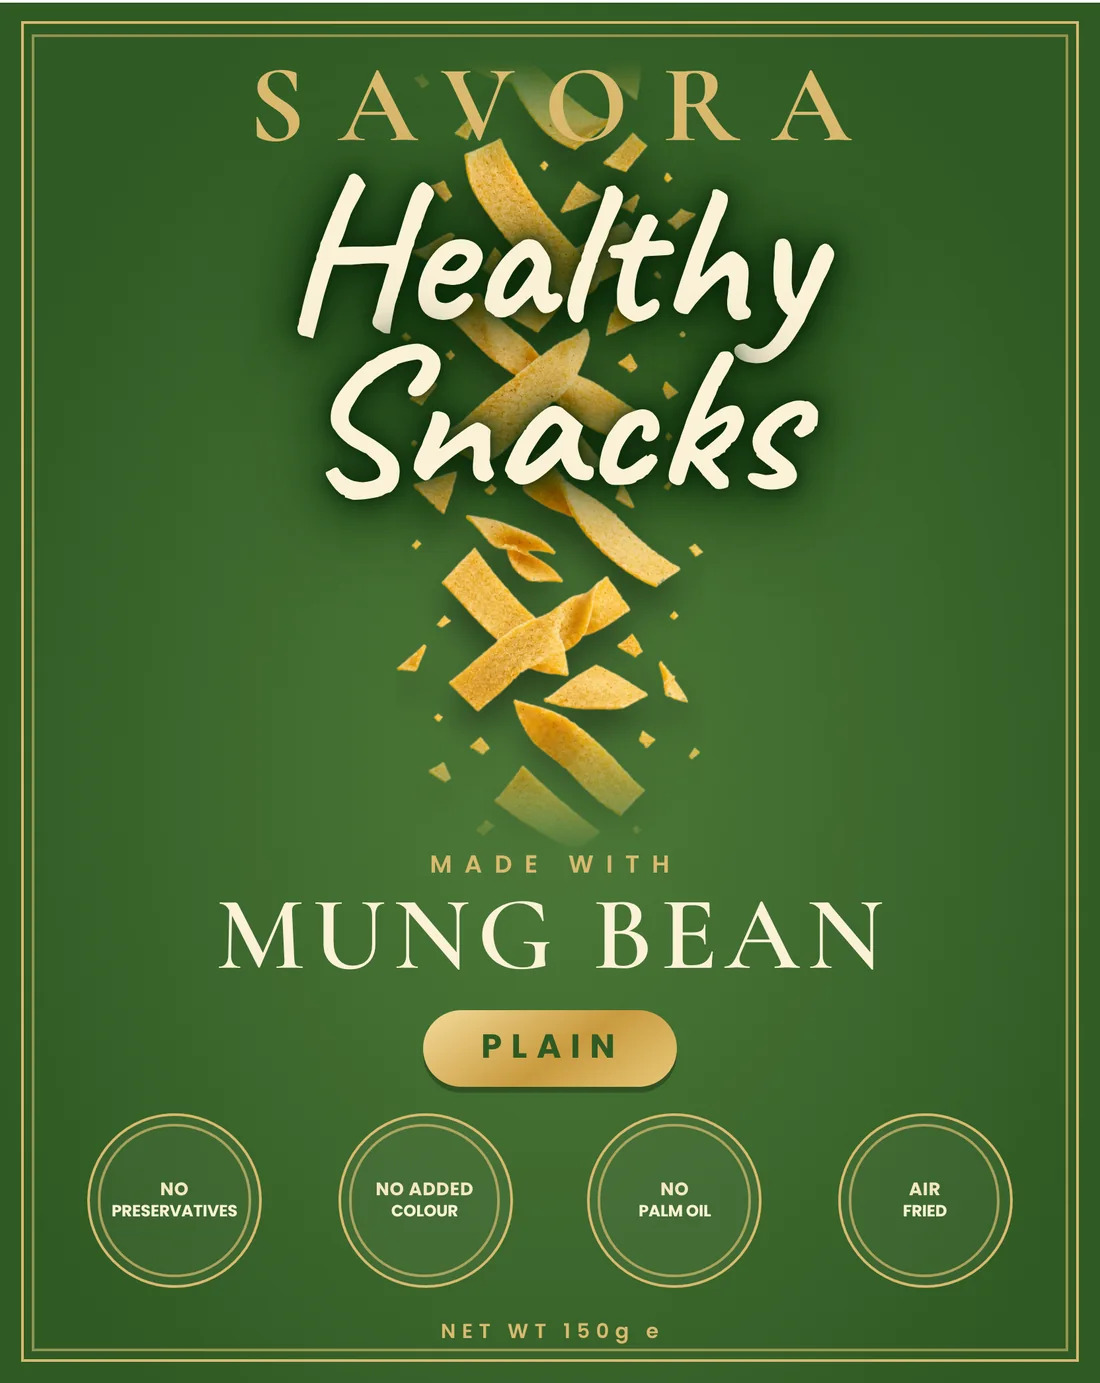 SAVORA
Healthy
Snacks
MADE WITH
MUNG BEAN
PLAIN
NO
PRESERVATIVES
NO ADDED
COLOUR
NO
PALM OIL
AIR
FRIED
NET WT 150g e